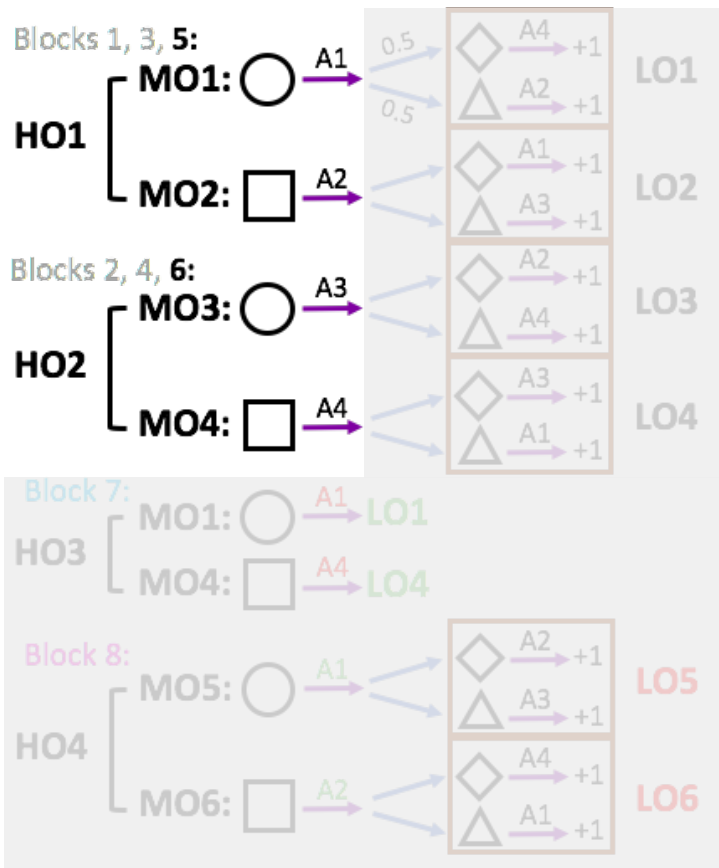 Blocks 1, 3, 5:
MO1: A1 0.5 0.5 A4 +1 A2 +1 LO1
HO1
MO2: A2 A1 +1 A3 +1 LO2
Blocks 2, 4, 6:
MO3: A3 A2 +1 A4 +1 LO3
HO2
MO4: A4 A3 +1 A1 +1 LO4
Block 7:
MO1: A1 LO1
HO3
MO4: A4 LO4
Block 8:
MO5: A1 A2 +1 A3 +1 LO5
HO4
MO6: A2 A4 +1 A1 +1 LO6